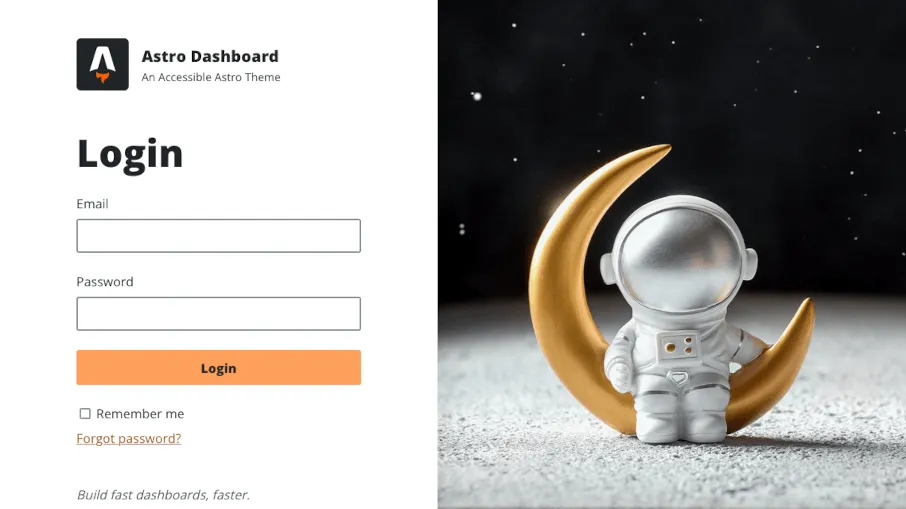 Astro Dashboard
An Accessible Astro Theme
Login
Email
Password
Login
Remember me
Forgot password?
Build fast dashboards, faster.